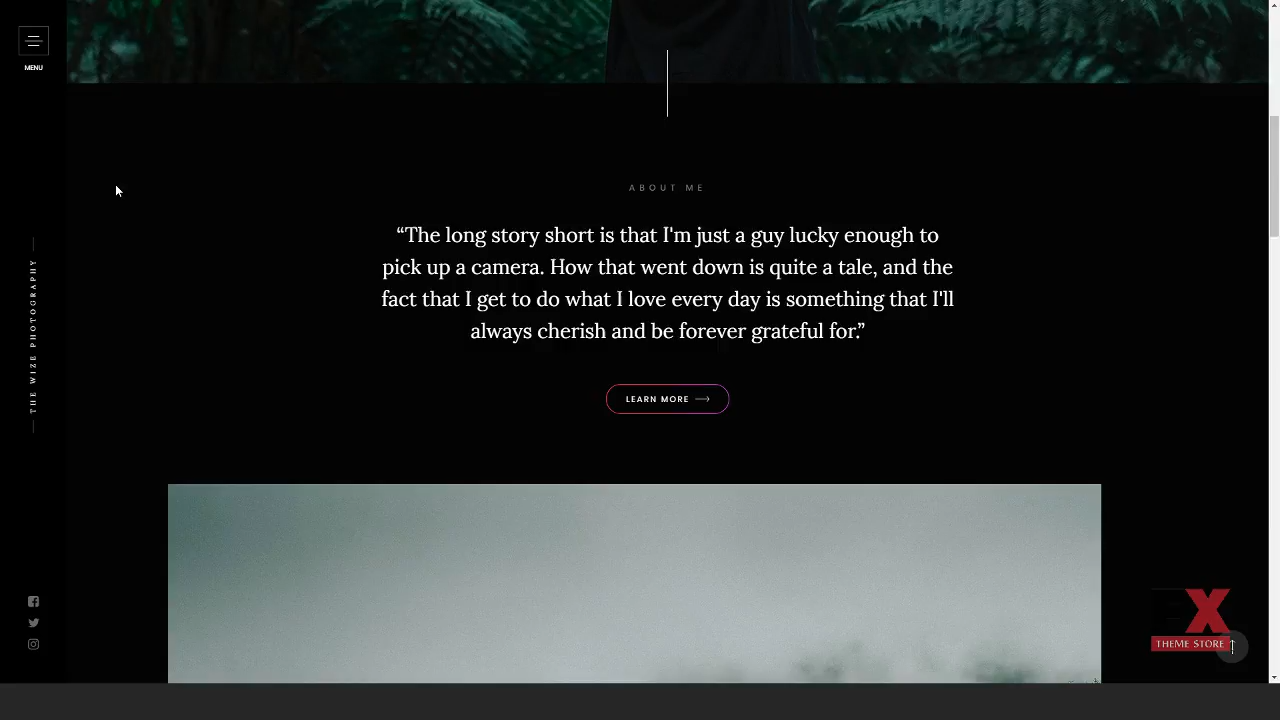 MENU
THE WIZE PHOTOGRAPHY
ABOUT ME
“The long story short is that I'm just a guy lucky enough to
pick up a camera. How that went down is quite a tale, and the
fact that I get to do what I love every day is something that I'll
always cherish and be forever grateful for.”
LEARN MORE
X
THEME STORE